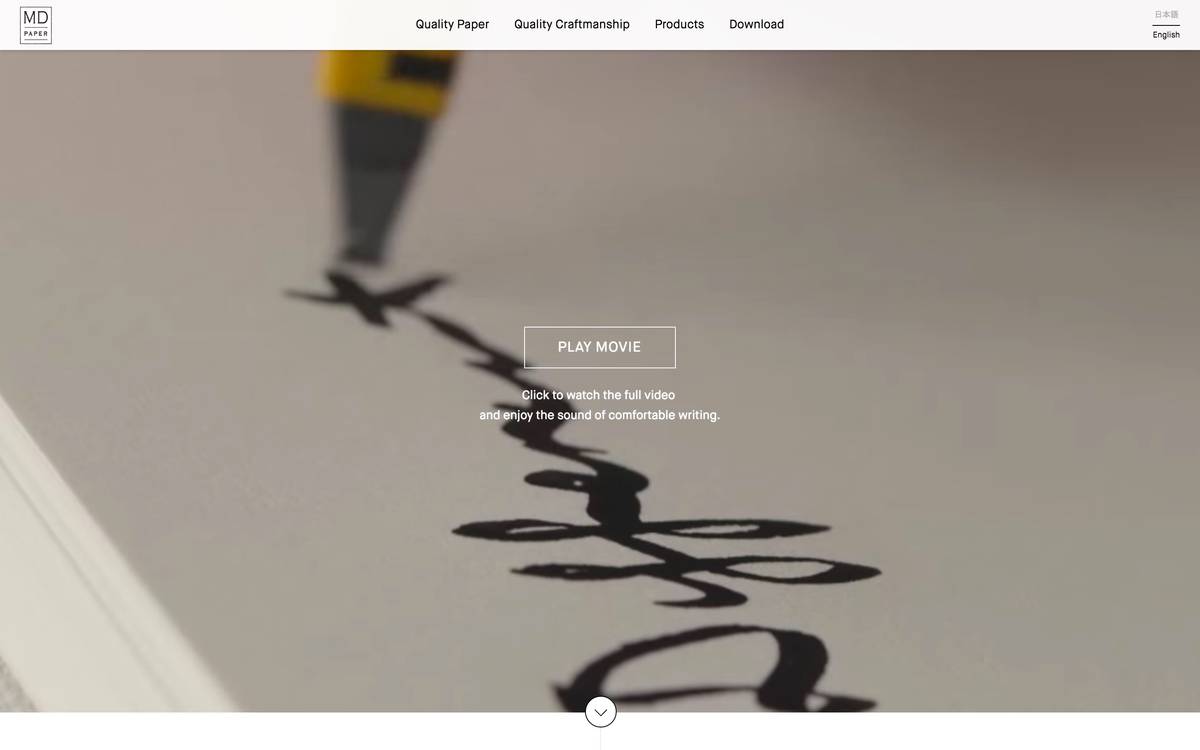 MD
PAPER
Quality Paper
Quality Craftmanship
Products
Download
日本語
English
PLAY MOVIE
Click to watch the full video
and enjoy the sound of comfortable writing.